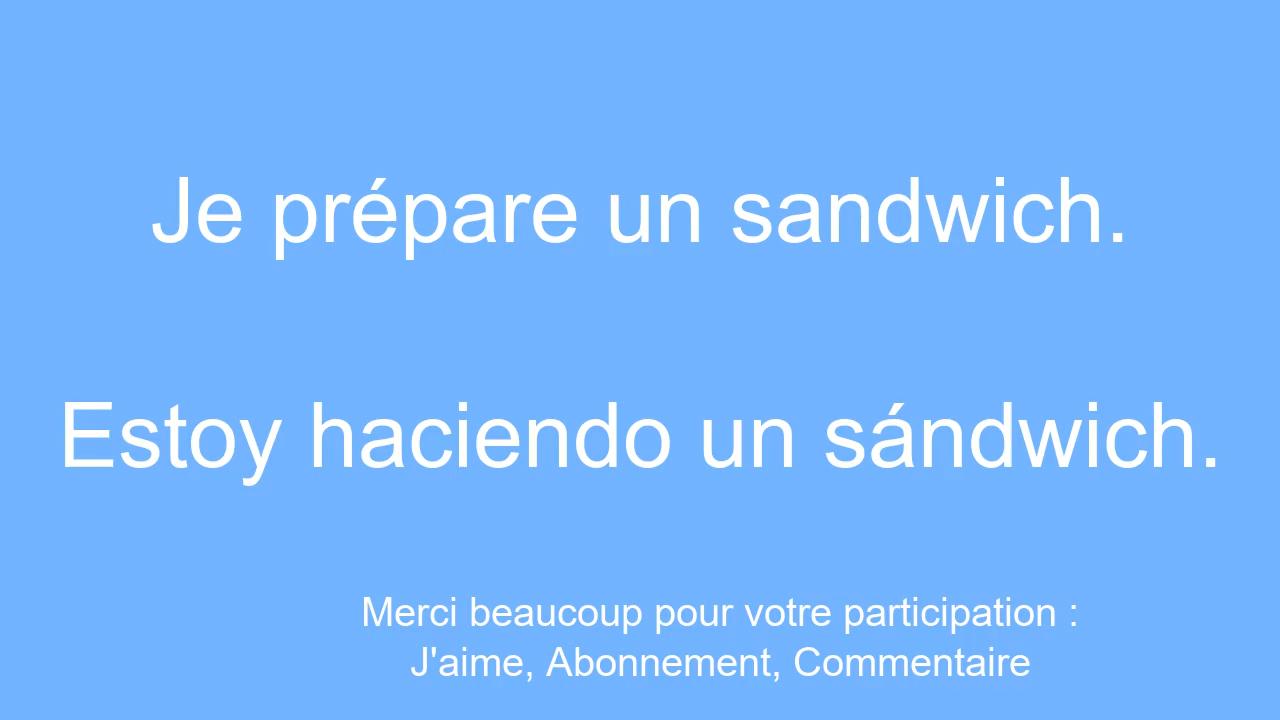 Je prépare un sandwich.
Estoy haciendo un sándwich.
Merci beaucoup pour votre participation :
J'aime, Abonnement, Commentaire